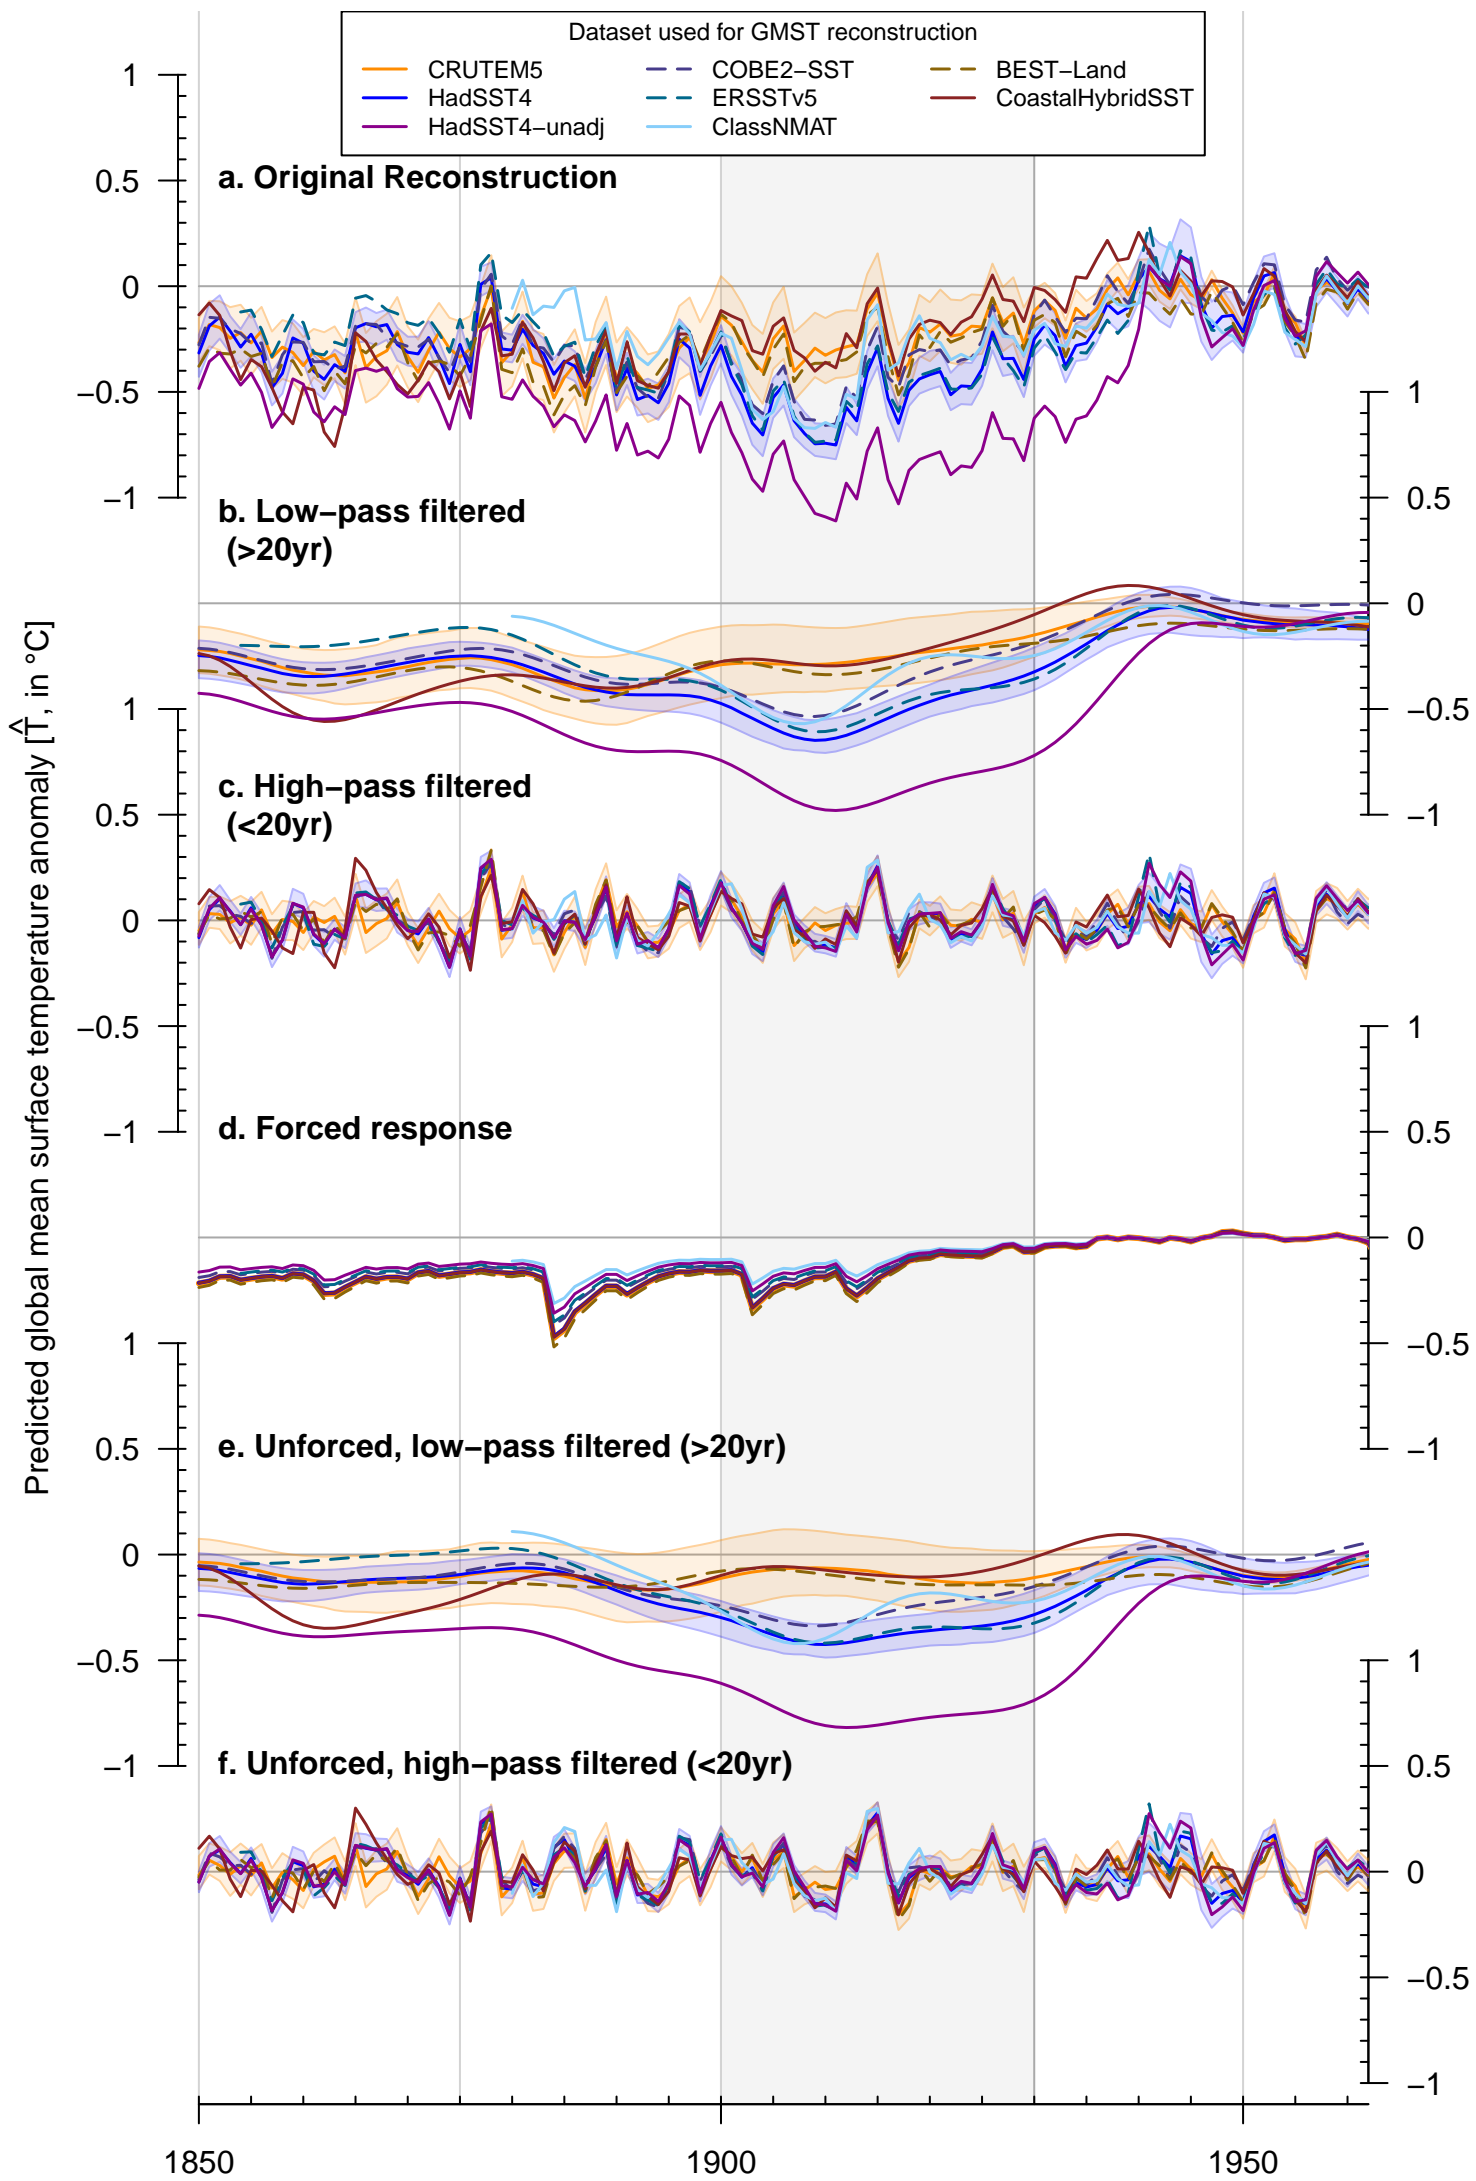 Dataset used for GMST reconstruction
CRUTEM5
HadSST4
HadSST4−unadj
COBE2−SST
ERSSTv5
ClassNMAT
BEST−Land
CoastalHybridSST
a. Original Reconstruction
1
0.5
0
−0.5
−1
b. Low−pass filtered
(>20yr)
1
0.5
0
−0.5
−1
c. High−pass filtered
(<20yr)
1
0.5
0
−0.5
−1
d. Forced response
1
0.5
0
−0.5
−1
e. Unforced, low−pass filtered (>20yr)
1
0.5
0
−0.5
−1
f. Unforced, high−pass filtered (<20yr)
1
0.5
0
−0.5
−1
Predicted global mean surface temperature anomaly [T̂, in °C]
1850
1900
1950